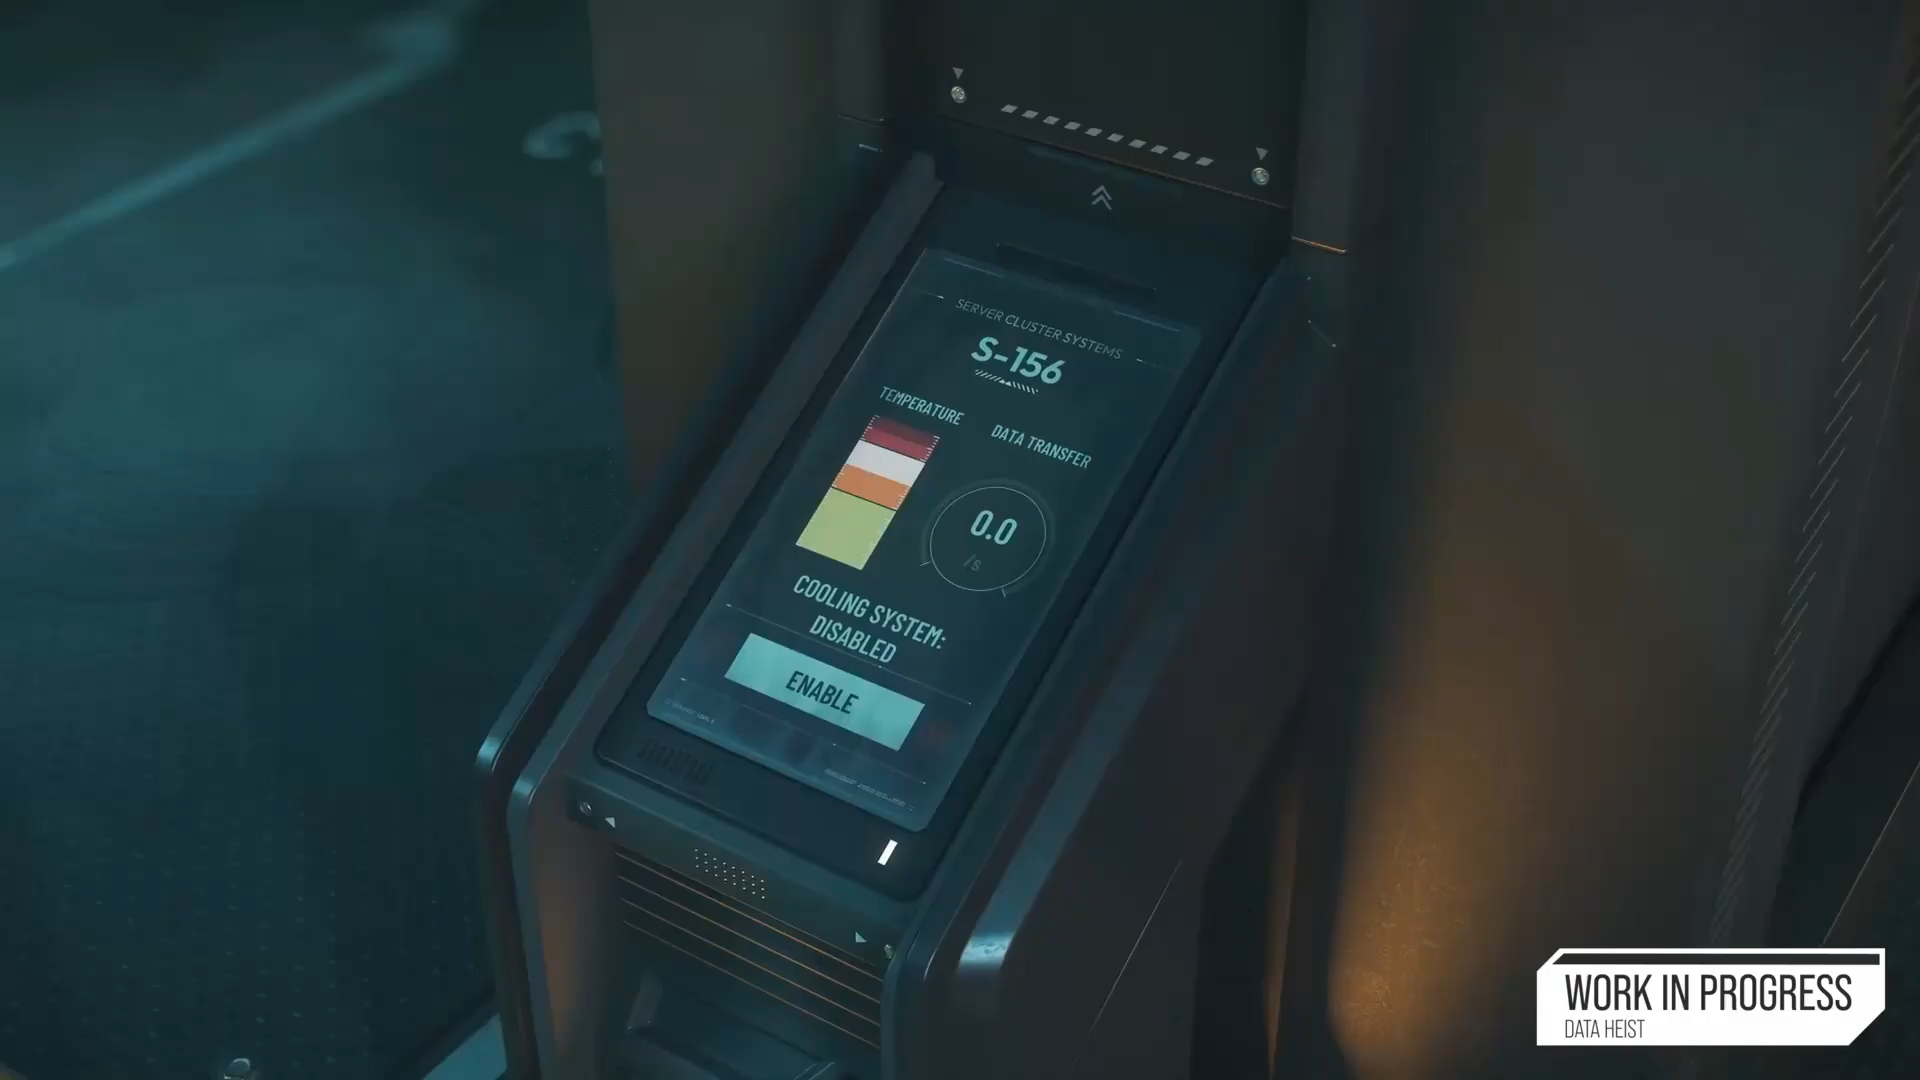 SERVER CLUSTER SYSTEMS
S-156
TEMPERATURE
DATA TRANSFER
0.0
/s
COOLING SYSTEM:
DISABLED
ENABLE
WORK IN PROGRESS
DATA HEIST